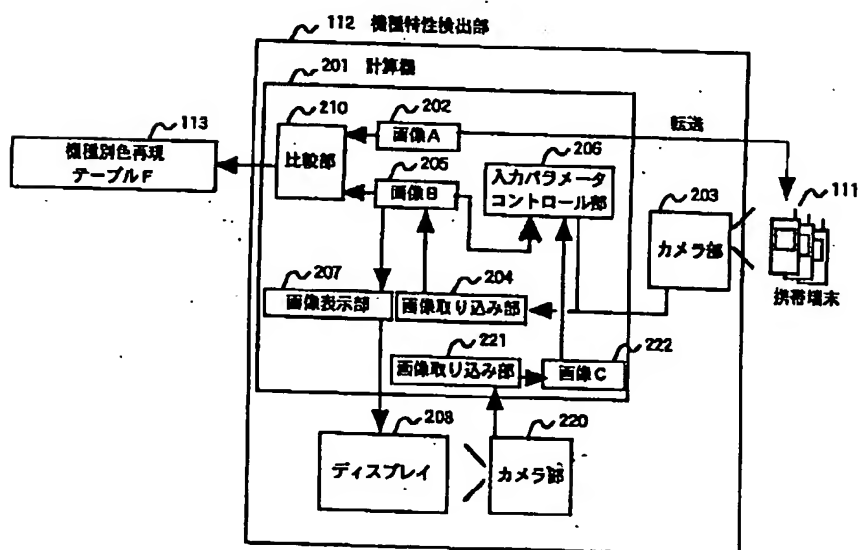 112 機種特性検出部
201 計算機
113
210
202
転送
機種別色再現
テーブルF
比較部
画像A
206
205
入力パラメータ
コントロール部
画像B
203
111
カメラ部
207
204
携帯端末
画像表示部
画像取り込み部
221
222
画像取り込み部
画像C
208
220
ディスプレイ
カメラ部